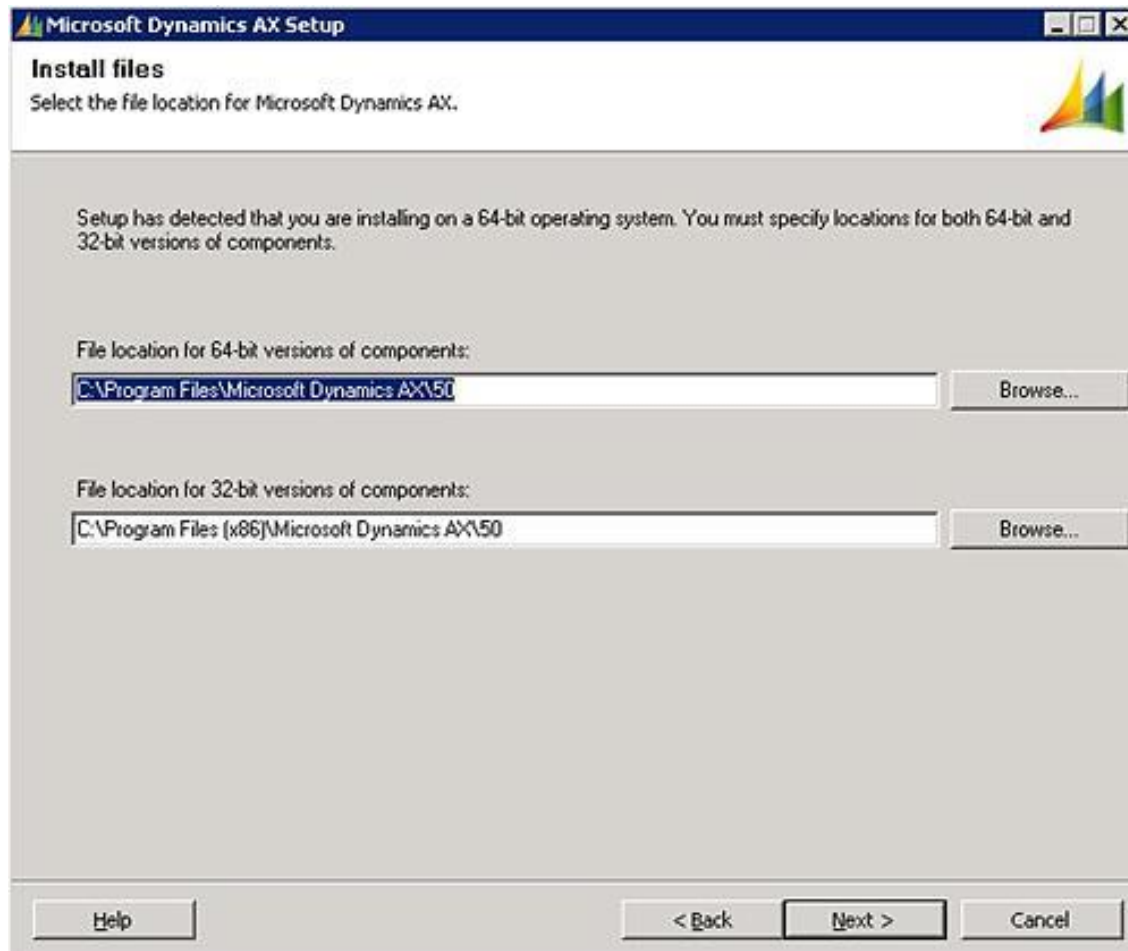 Microsoft Dynamics AX Setup
Install files
Select the file location for Microsoft Dynamics AX.
Setup has detected that you are installing on a 64-bit operating system. You must specify locations for both 64-bit and
32-bit versions of components.
File location for 64-bit versions of components:
C:\Program Files\Microsoft Dynamics AX\50
Browse...
File location for 32-bit versions of components:
C:\Program Files (x86)\Microsoft Dynamics AX\50
Browse...
Help
< Back
Next >
Cancel